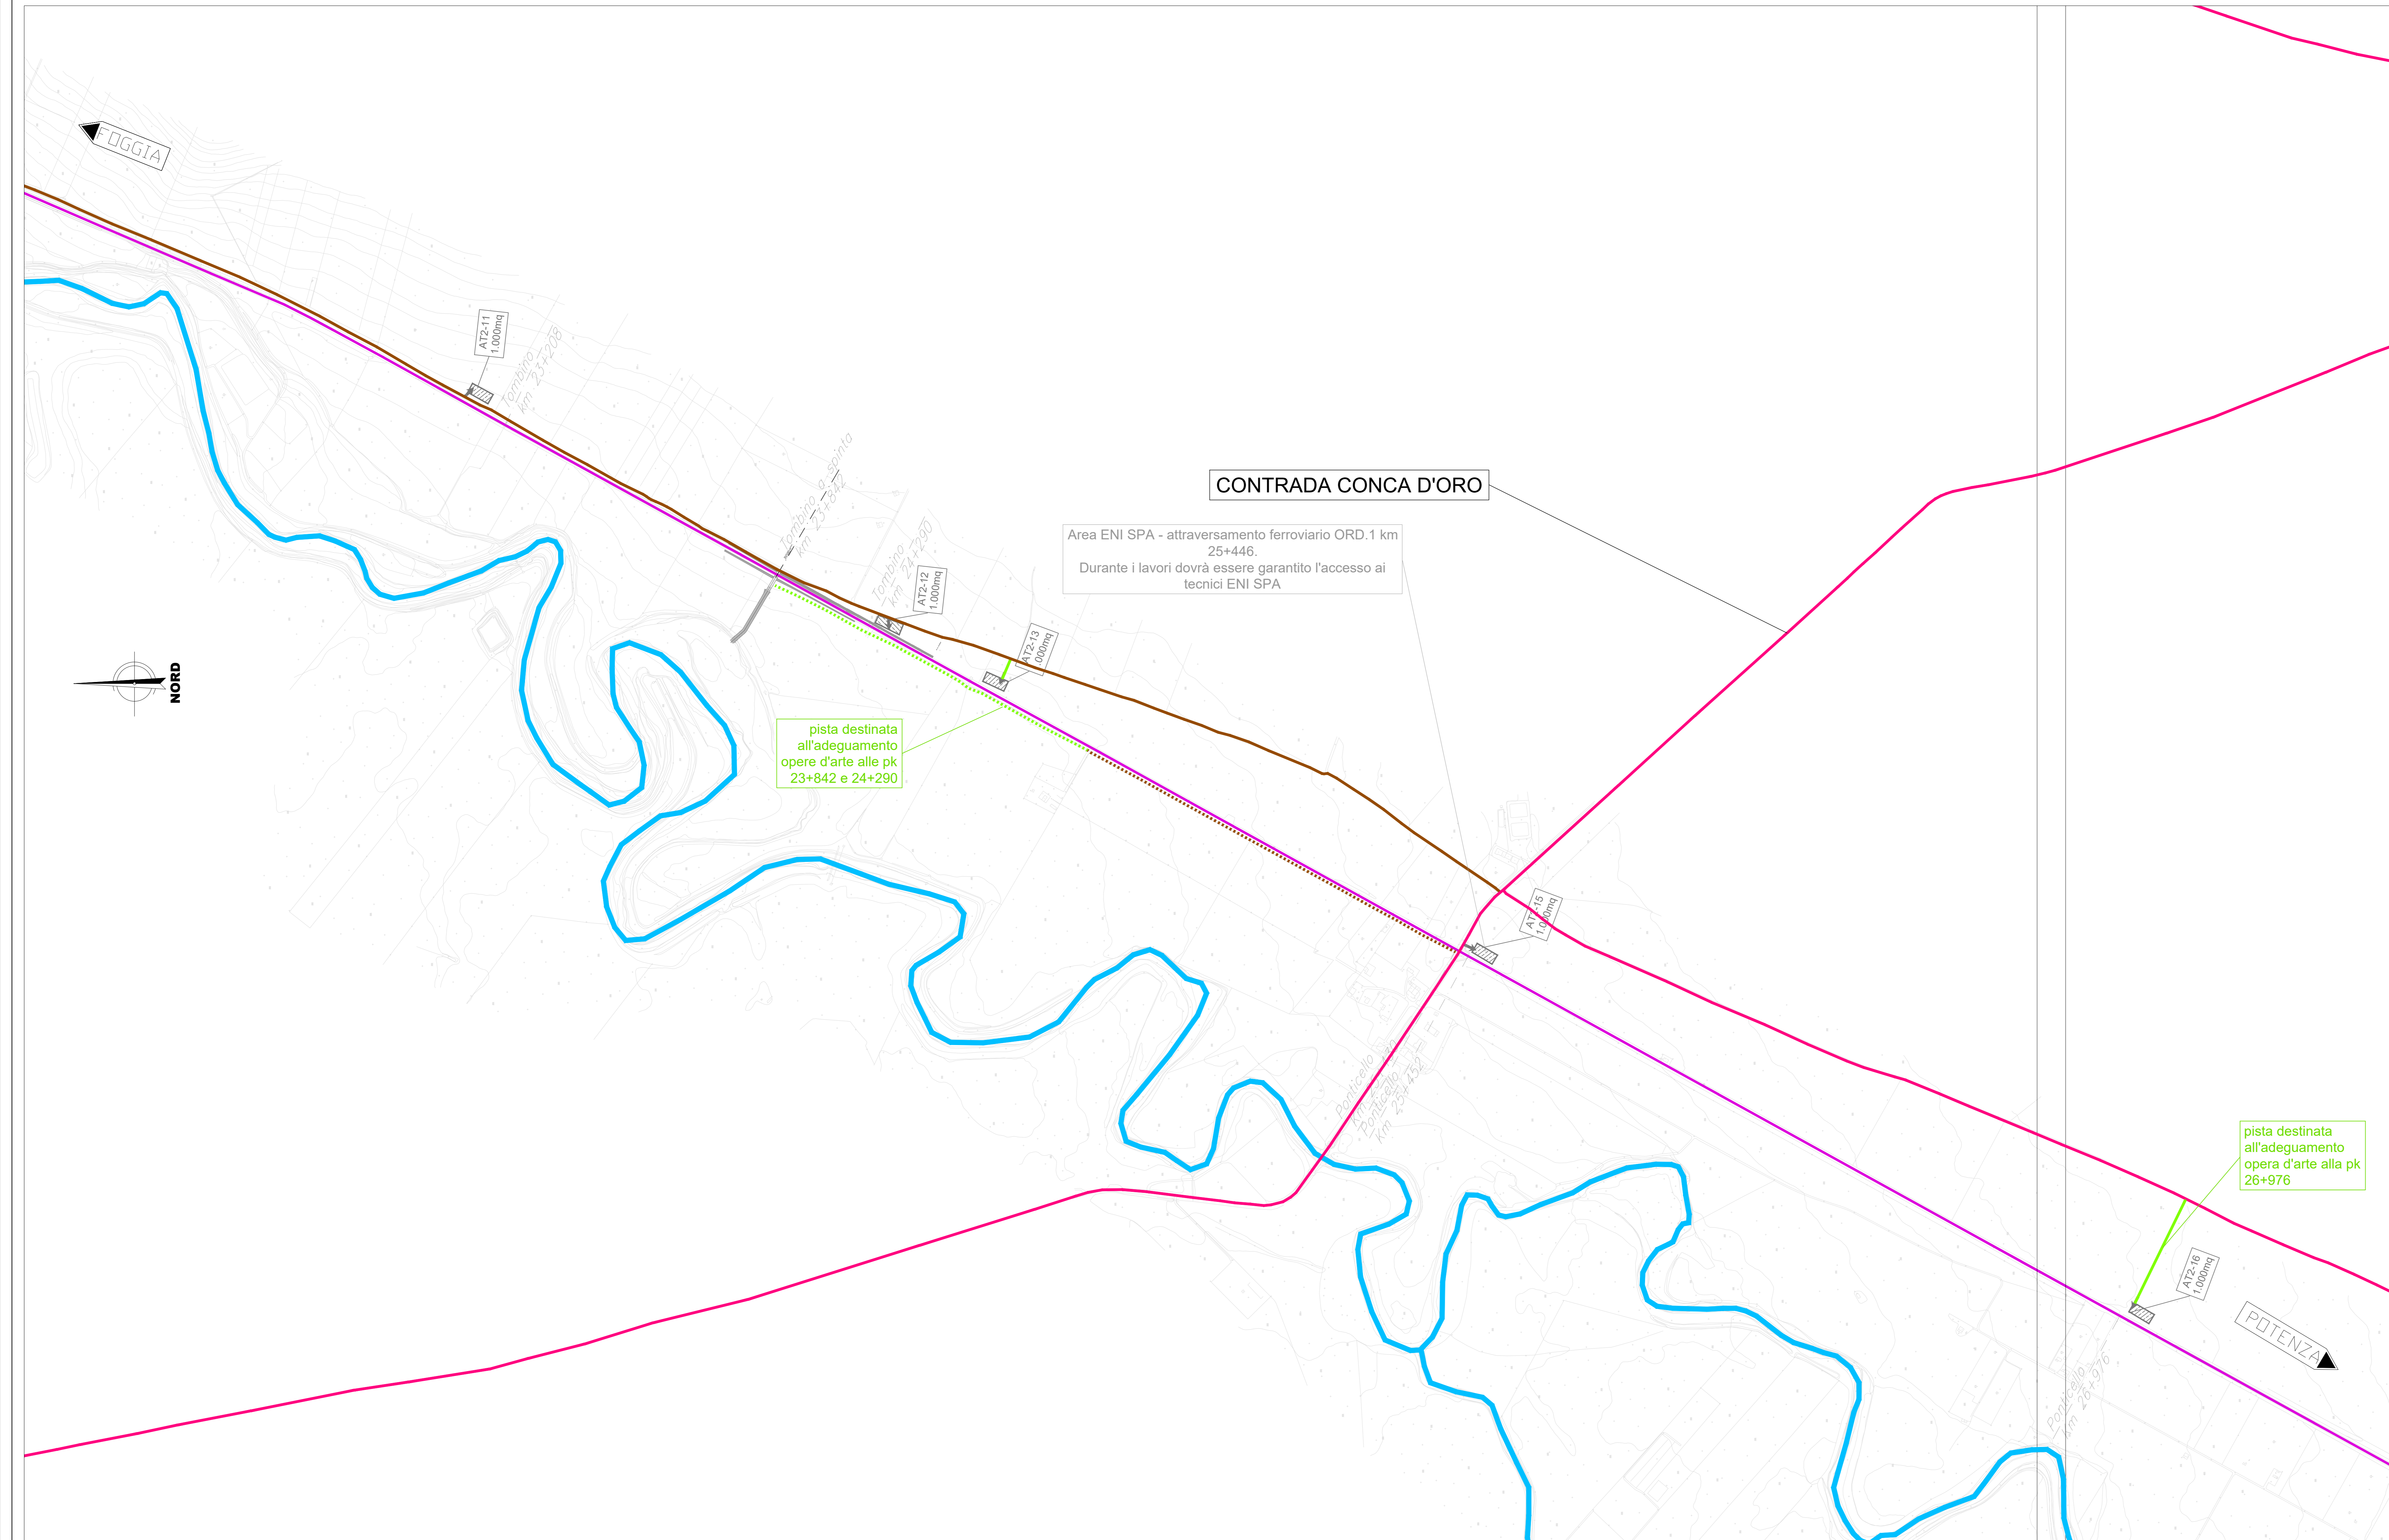 FOGGIA
AT2-11
1.000mq
Tombino
km 23+208
Tombino a spinta
km 23+842
Tombino
km 24+290
AT2-12
1.000mq
CONTRADA CONCA D'ORO
Area ENI SPA - attraversamento ferroviario ORD.1 km
25+446.
Durante i lavori dovrà essere garantito l'accesso ai
tecnici ENI SPA
AT2-13
.000mq
NORD
pista destinata
all'adeguamento
opere d'arte alle pk
23+842 e 24+290
1.000mq
Ponticello
Ponticello
Km 25+452
pista destinata
all'adeguamento
opera d'arte alla pk
26+976
AT2-16
1.000mq
POTENZA
Ponticello
km 26+976